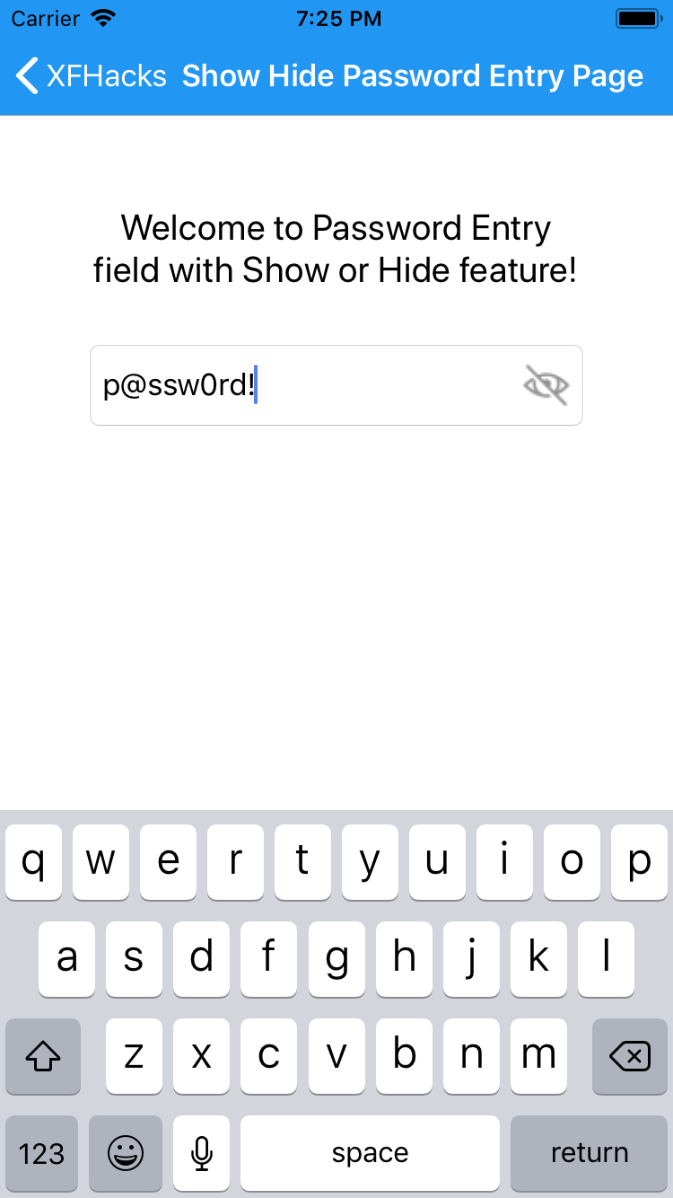 Carrier 7:25 PM
XFHacks Show Hide Password Entry Page
Welcome to Password Entry
field with Show or Hide feature!
p@ssw0rd!
q w e r t y u i o p
a s d f g h j k l
z x c v b n m
123 space return